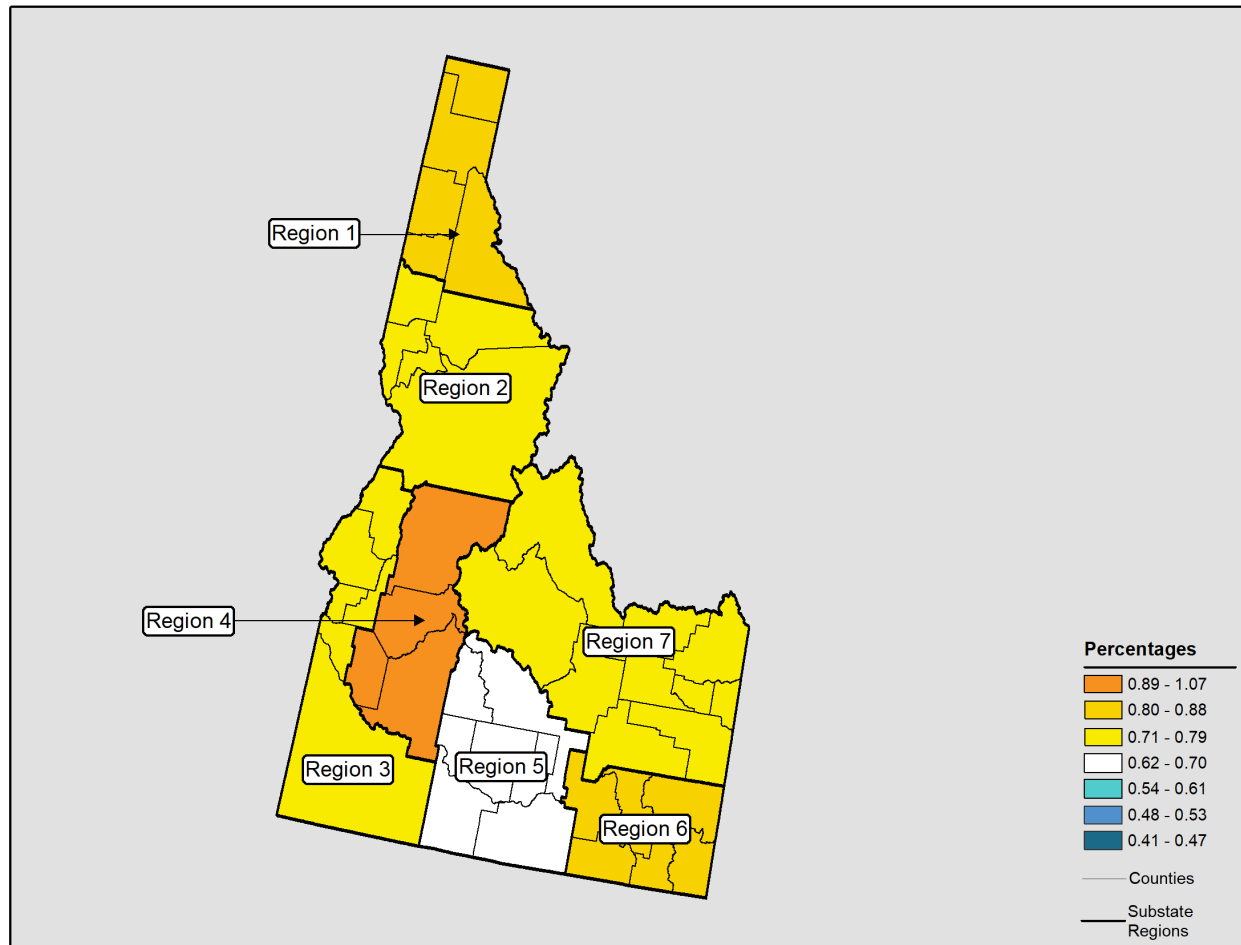 Region 1
Region 2
Region 4
Region 7
Region 3
Region 5
Region 6
Percentages
0.89 - 1.07
0.80 - 0.88
0.71 - 0.79
0.62 - 0.70
0.54 - 0.61
0.48 - 0.53
0.41 - 0.47
Counties
Substate
Regions